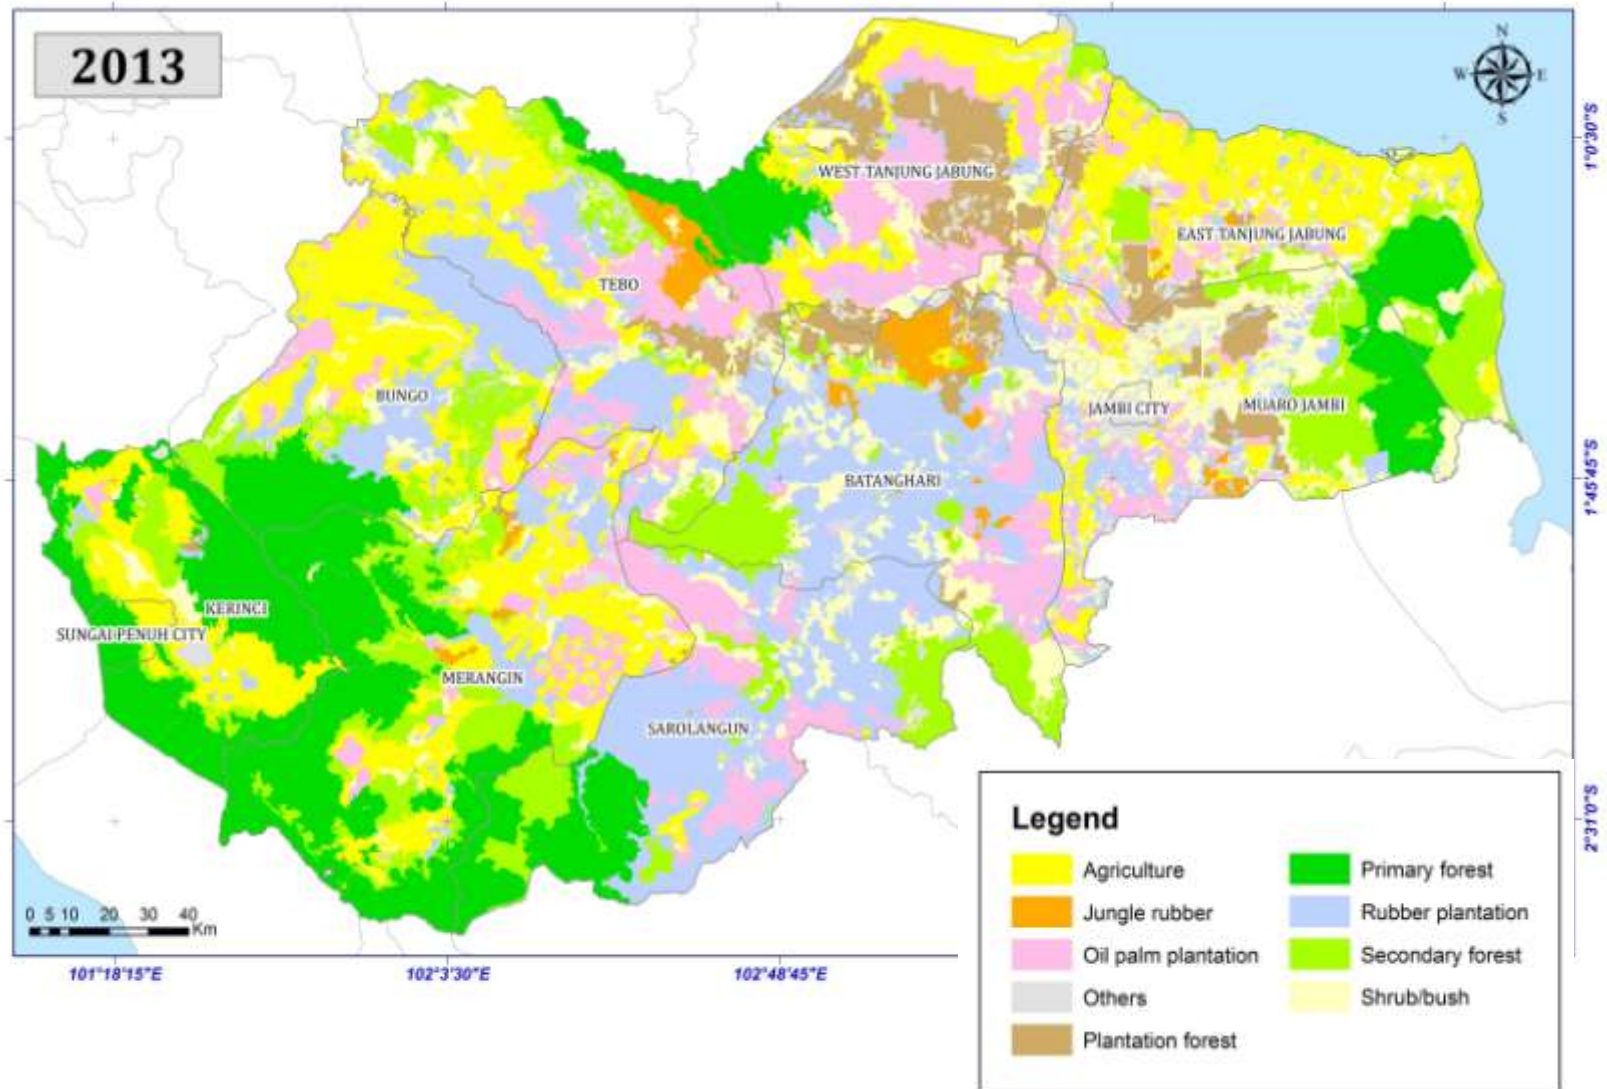 2013
N
W E
S
1°0'30"S
WEST TANJUNG JABUNG
EAST TANJUNG JABUNG
TEBO
BUNGO
JAMBI CITY
MUARO JAMBI
BATANGHARI
1°45'45"S
KERINCI
SUNGAI PENUH CITY
MERANGIN
SAROLANGUN
2°31'0"S
0 5 10 20 30 40
Km
101°18'15"E
102°3'30"E
102°48'45"E
Legend
Agriculture
Jungle rubber
Oil palm plantation
Others
Plantation forest
Primary forest
Rubber plantation
Secondary forest
Shrub/bush